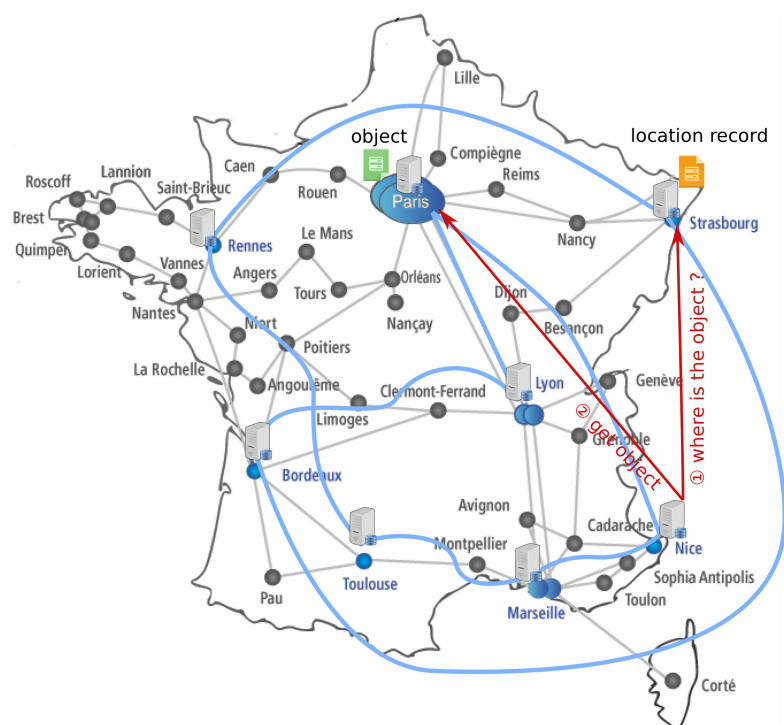 Lille
object
location record
Compiègne
Caen
Lannion
Roscoff
Saint-Brieuc
Rouen
Reims
Paris
Brest
Strasbourg
Quimper
Rennes
Le Mans
Nancy
Lorient
Vannes
Angers
Tours
Orléans
Dijon
Nantes
Nançay
Besançon
Niort
Poitiers
La Rochelle
Angoulême
Clermont-Ferrand
Lyon
Genève
Limoges
Grenoble
① where is the object ?
② get object
Bordeaux
Avignon
Cadarache
Montpellier
Nice
Toulouse
Sophia Antipolis
Pau
Marseille
Toulon
Corté